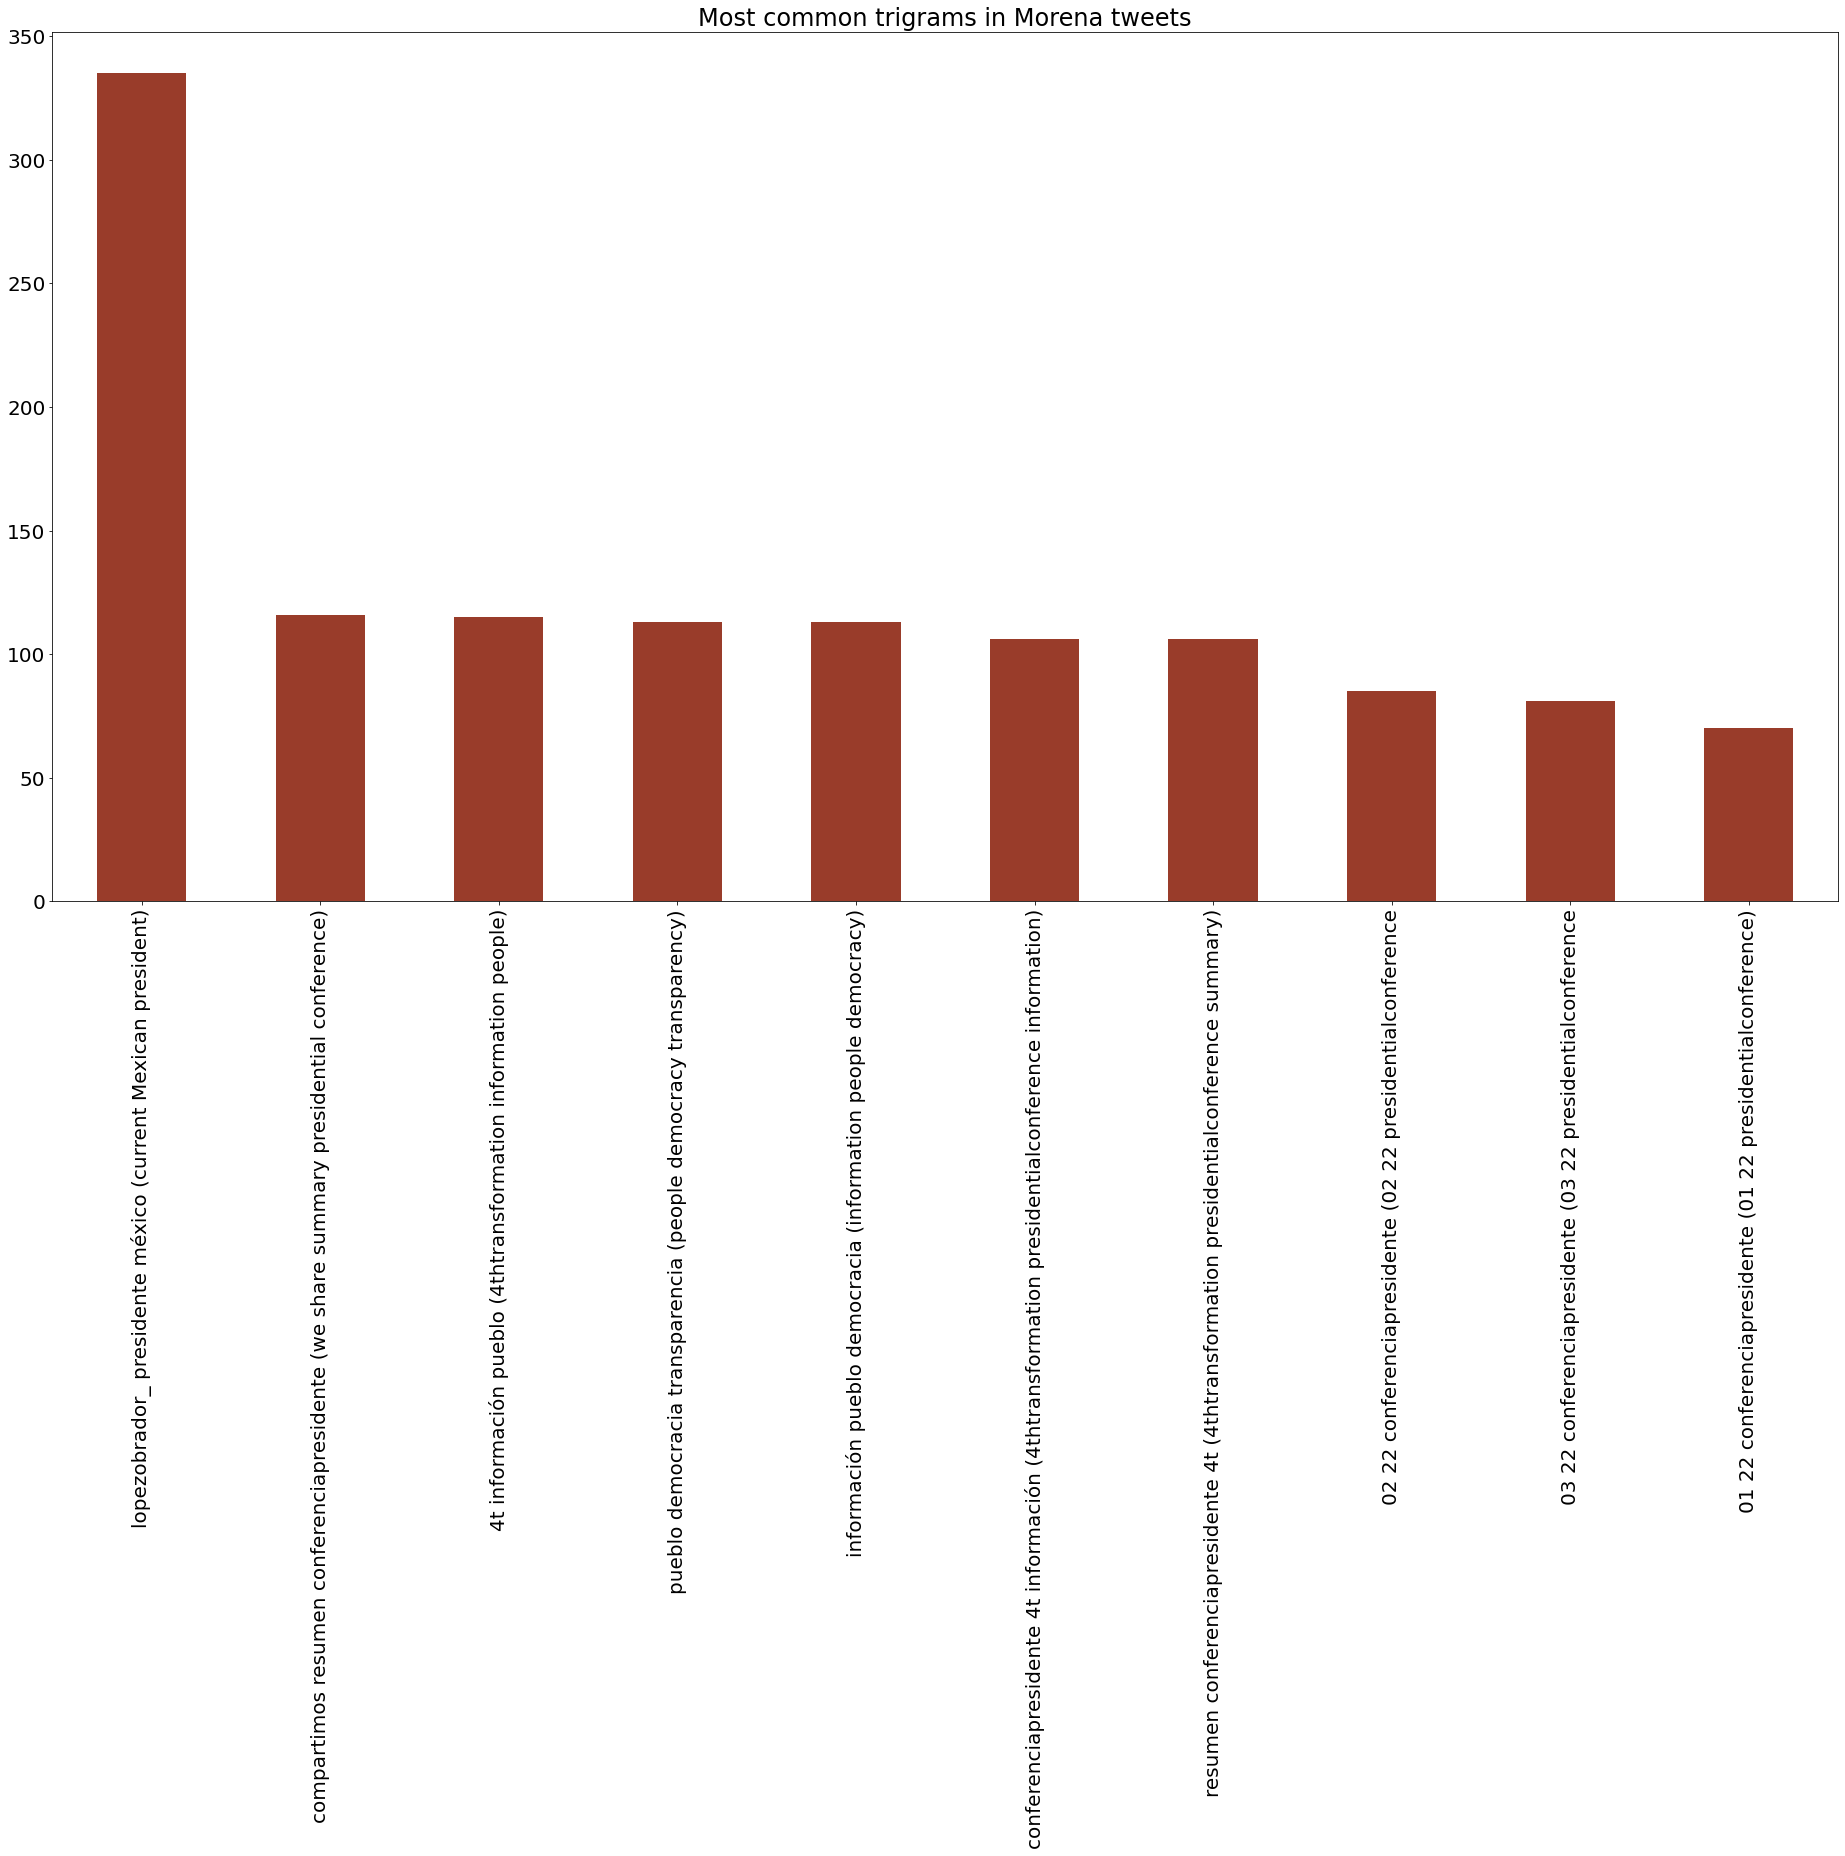 Most common trigrams in Morena tweets
350
300
250
200
150
100
50
0
lopezobrador_ presidente méxico (current Mexican president)
compartimos resumen conferenciapresidente (we share summary presidential conference)
4t información pueblo (4thtransformation information people)
pueblo democracia transparencia (people democracy transparency)
información pueblo democracia (information people democracy)
conferenciapresidente 4t información (4thtransformation presidentialconference information)
resumen conferenciapresidente 4t (4thtransformation presidentialconference summmary)
02 22 conferenciapresidente (02 22 presidentialconference
03 22 conferenciapresidente (03 22 presidentialconference
01 22 conferenciapresidente (01 22 presidentialconference)